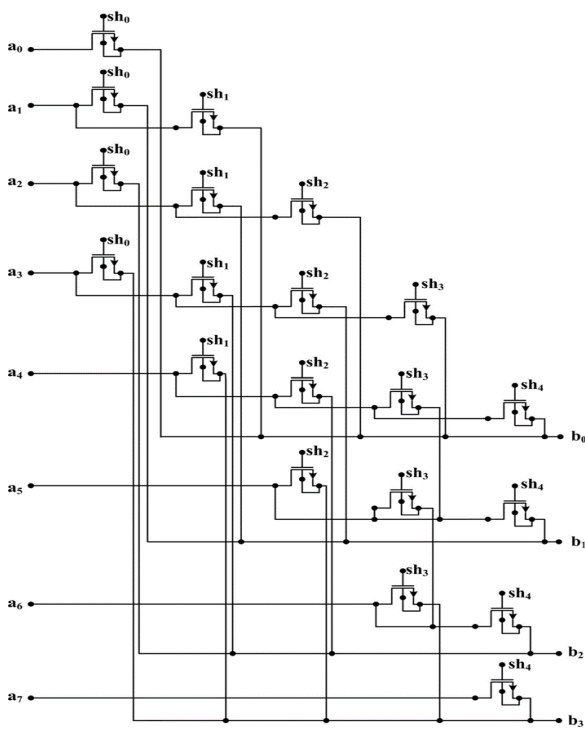 sh₀
a₀
sh₀
a₁
sh₁
sh₀
a₂
sh₁
sh₂
sh₀
a₃
sh₁
sh₂
sh₃
sh₁
a₄
sh₂
sh₃
sh₄
b₀
sh₂
a₅
sh₃
sh₄
b₁
sh₃
a₆
sh₄
b₂
sh₄
a₇
b₃